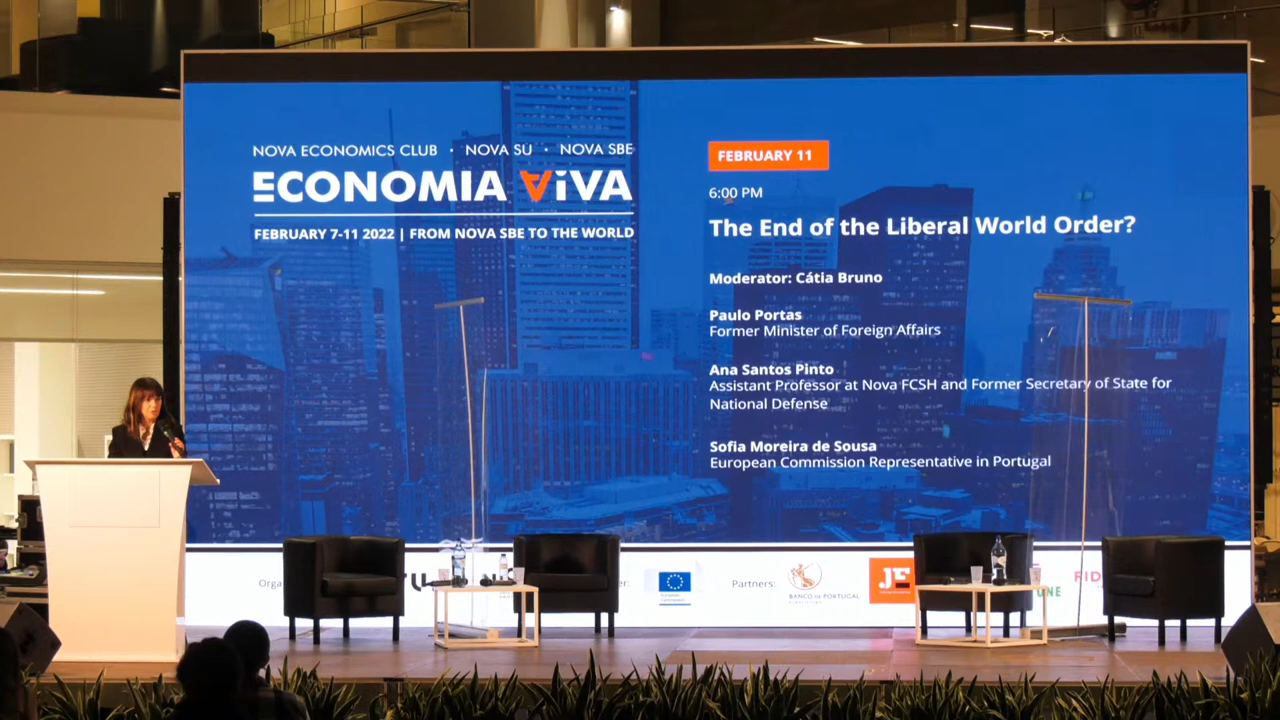 NOVA ECONOMICS CLUB · NOVA SU · NOVA SBE
ECONOMIA ViVA
FEBRUARY 7-11 2022 | FROM NOVA SBE TO THE WORLD
FEBRUARY 11
6:00 PM
The End of the Liberal World Order?
Moderator: Cátia Bruno
Paulo Portas
Former Minister of Foreign Affairs
Ana Santos Pinto
Assistant Professor at Nova FCSH and Former Secretary of State for
National Defense
Sofia Moreira de Sousa
European Commission Representative in Portugal
Partners:
European
Commission
BANCO DE PORTUGAL
JE